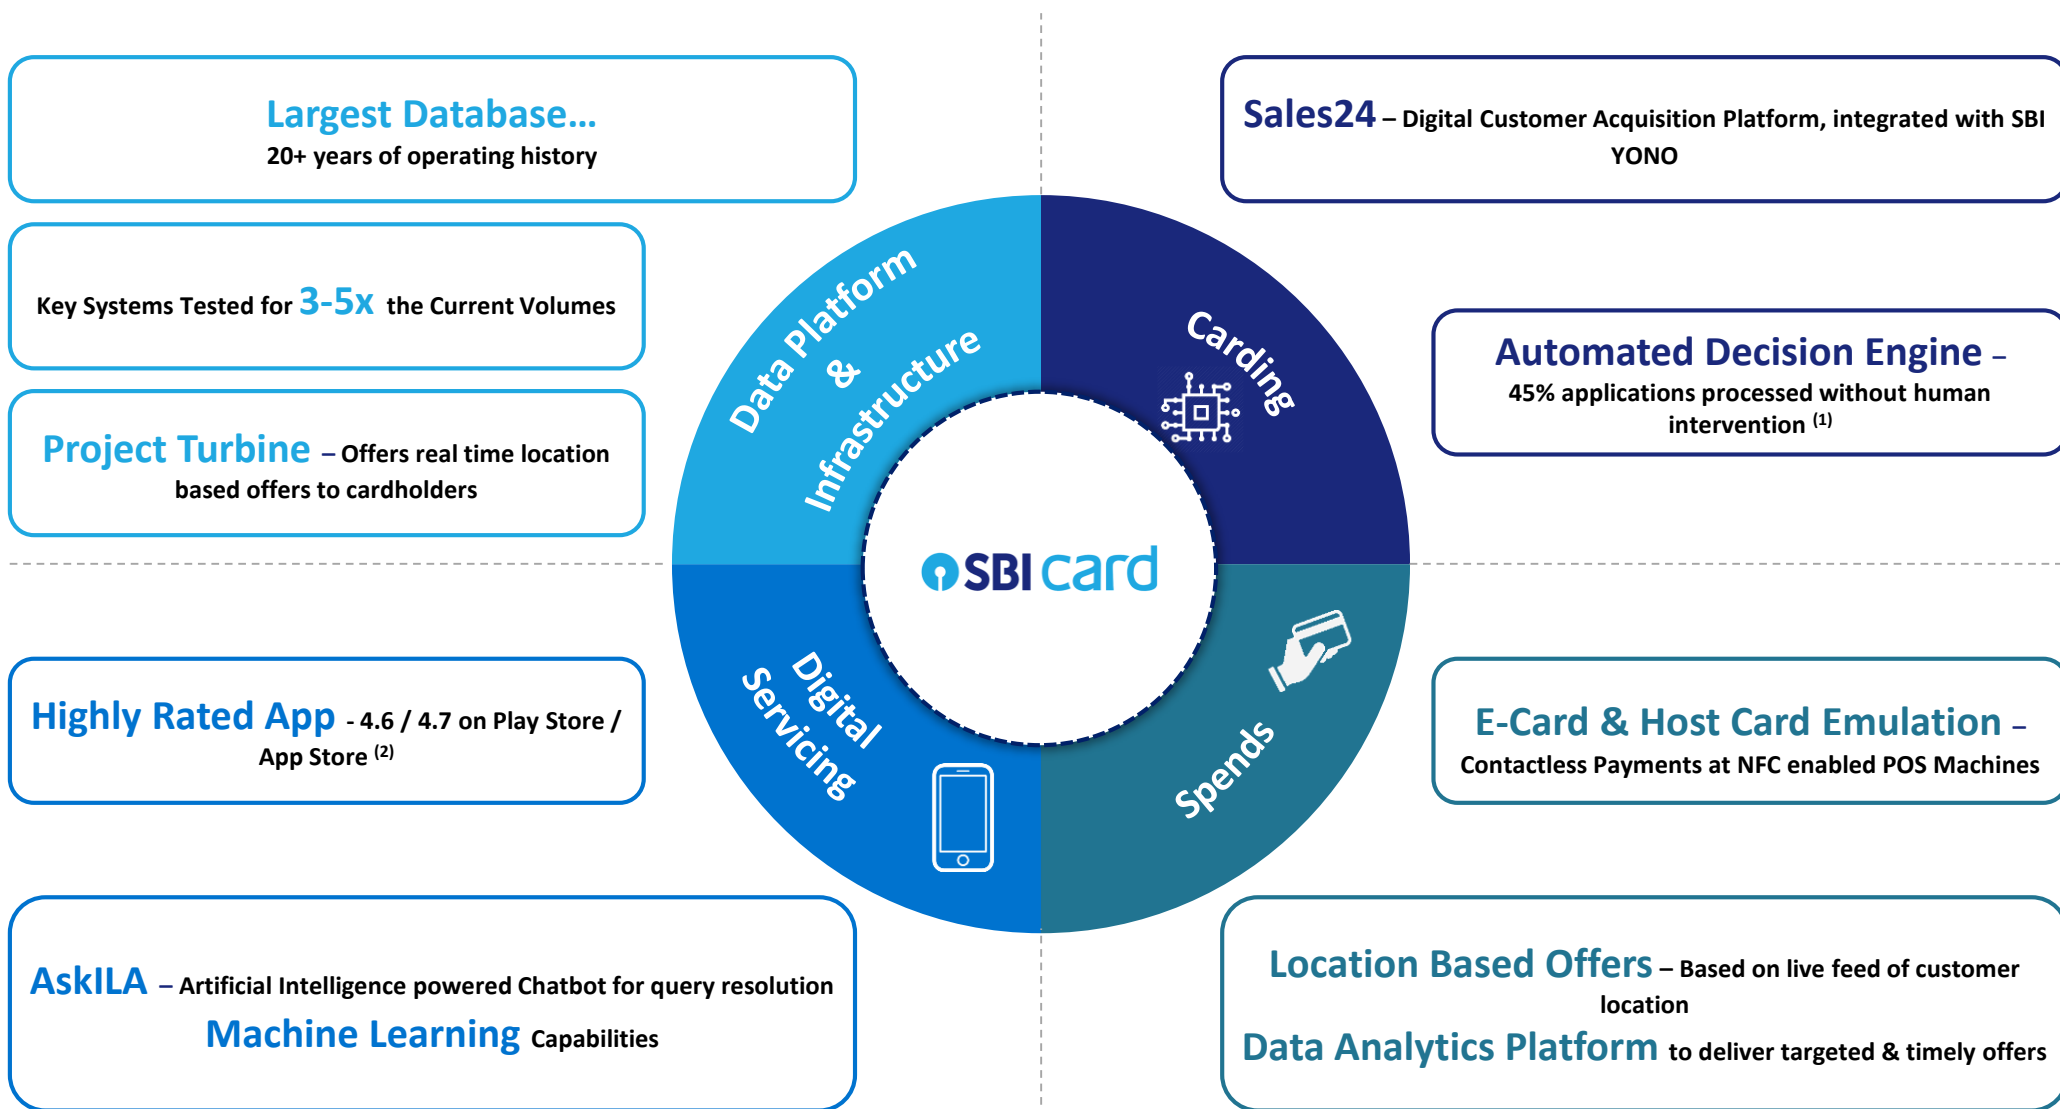 Largest Database...
20+ years of operating history
Key Systems Tested for 3-5x the Current Volumes
Project Turbine – Offers real time location
based offers to cardholders
Sales24 – Digital Customer Acquisition Platform, integrated with SBI
YONO
Automated Decision Engine –
45% applications processed without human
intervention (1)
Data Platform
&
Infrastructure
Carding
SBI card
Digital
Servicing
Spends
Highly Rated App - 4.6 / 4.7 on Play Store /
App Store (2)
AskILA – Artificial Intelligence powered Chatbot for query resolution
Machine Learning Capabilities
E-Card & Host Card Emulation –
Contactless Payments at NFC enabled POS Machines
Location Based Offers – Based on live feed of customer
location
Data Analytics Platform to deliver targeted & timely offers